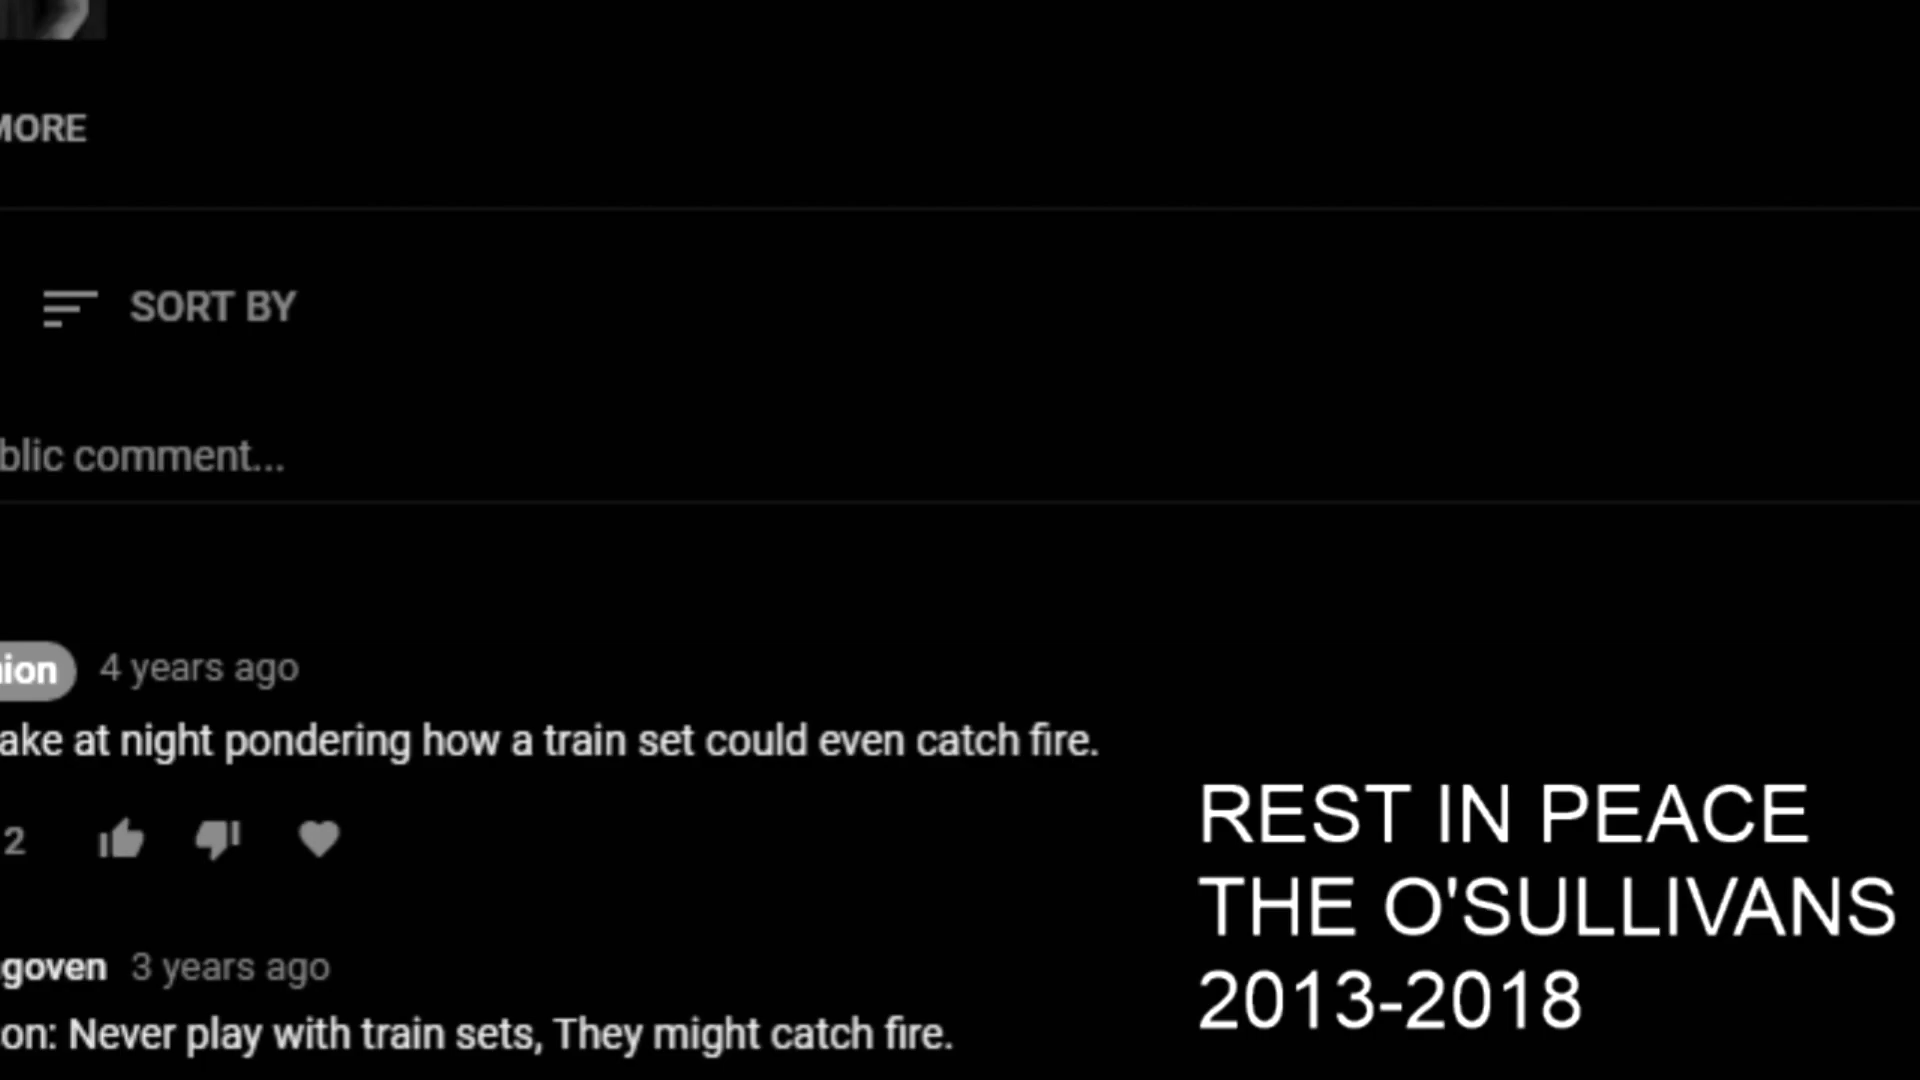 MORE
SORT BY
blic comment...
ion 4 years ago
ake at night pondering how a train set could even catch fire.
2
REST IN PEACE
THE O'SULLIVANS
2013-2018
goven 3 years ago
on: Never play with train sets, They might catch fire.